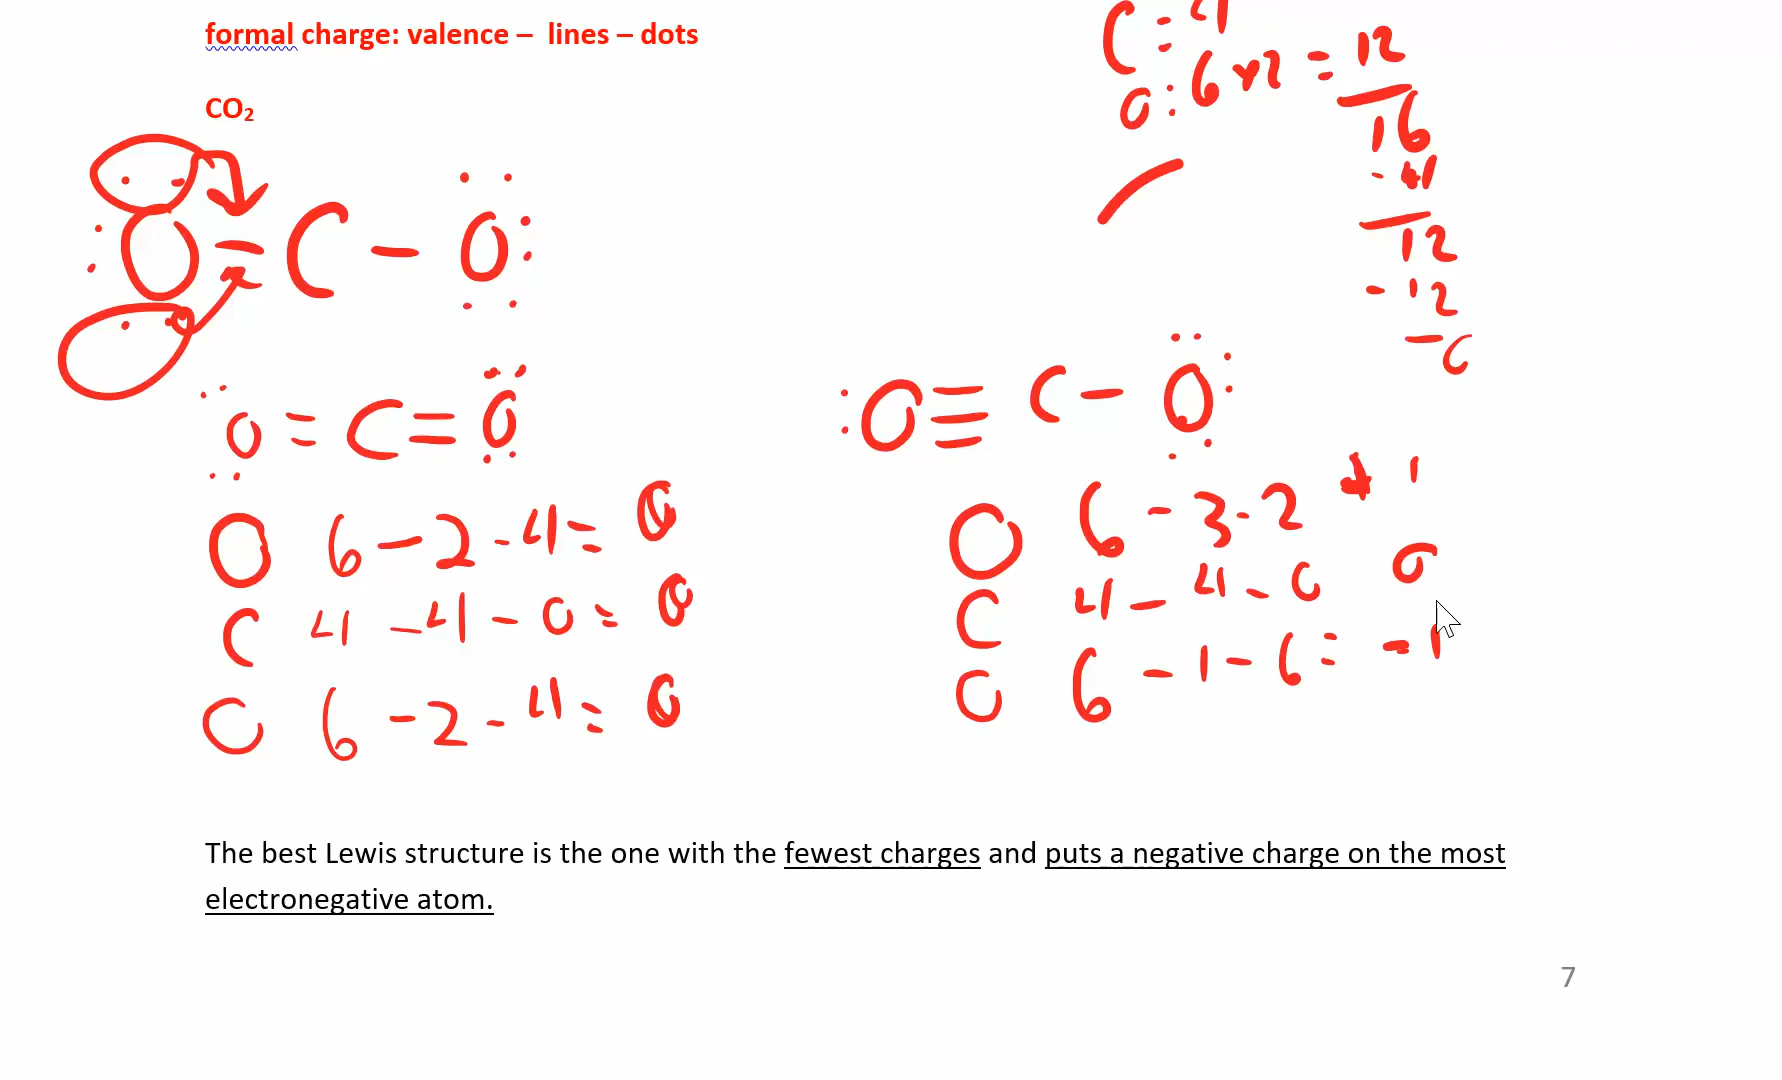 formal charge: valence – lines – dots
C : 4
O : 6 x 2 = 12
16
- 4
12
- 12
0
CO₂
O = C – O
O = C = O
O ≡ C – O
O 6 – 2 - 4 = 0
C 4 – 4 – 0 = 0
O 6 – 2 - 4 = 0
O 6 - 3 - 2 + 1
C 4 – 4 - 0 0
O 6 – 1 – 6 = - 1
The best Lewis structure is the one with the fewest charges and puts a negative charge on the most
electronegative atom.
7